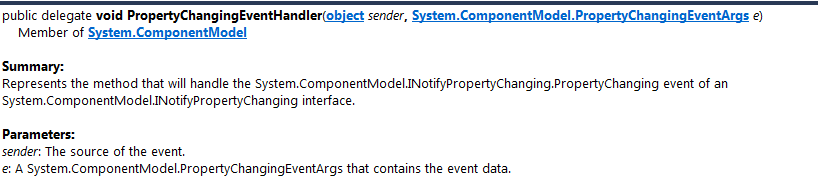 public delegate void PropertyChangingEventHandler(object sender, System.ComponentModel.PropertyChangingEventArgs e)
Member of System.ComponentModel
Summary:
Represents the method that will handle the System.ComponentModel.INotifyPropertyChanging.PropertyChanging event of an
System.ComponentModel.INotifyPropertyChanging interface.
Parameters:
sender: The source of the event.
e: A System.ComponentModel.PropertyChangingEventArgs that contains the event data.